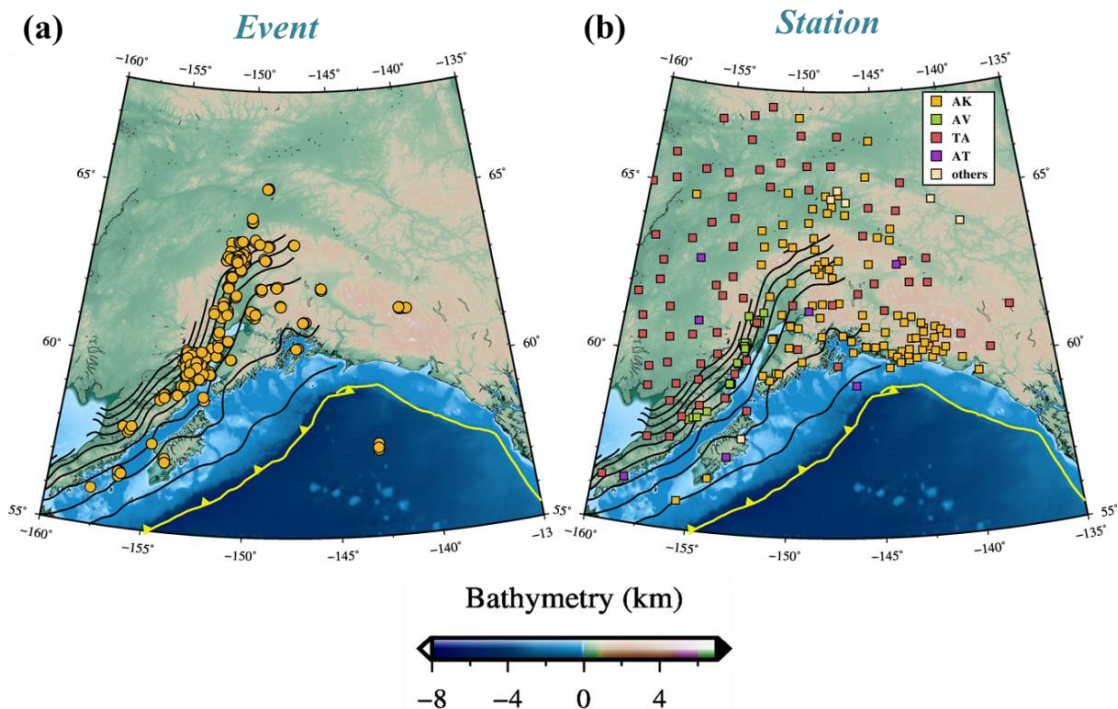 (a) Event
(b) Station
−160° −155° −150° −145° −140° −135°
−160° −155° −150° −145° −140° −135°
AK
AV
TA
AT
others
65°
65°
65°
60°
60°
60°
55°
55°
−160° −155° −150° −145° −140° −13
−160° −155° −150° −145° −140° −135°
55°
Bathymetry (km)
−8 −4 0 4